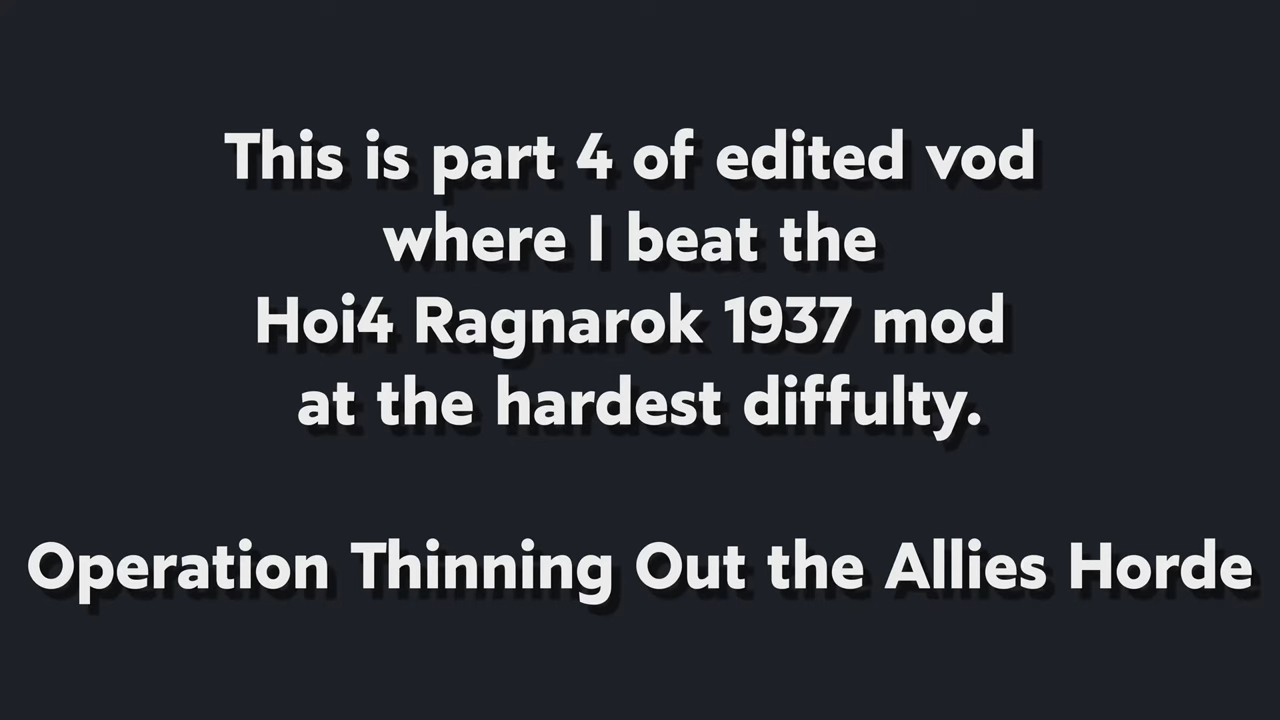 This is part 4 of edited vod
where I beat the
Hoi4 Ragnarok 1937 mod
at the hardest diffulty.
Operation Thinning Out the Allies Horde